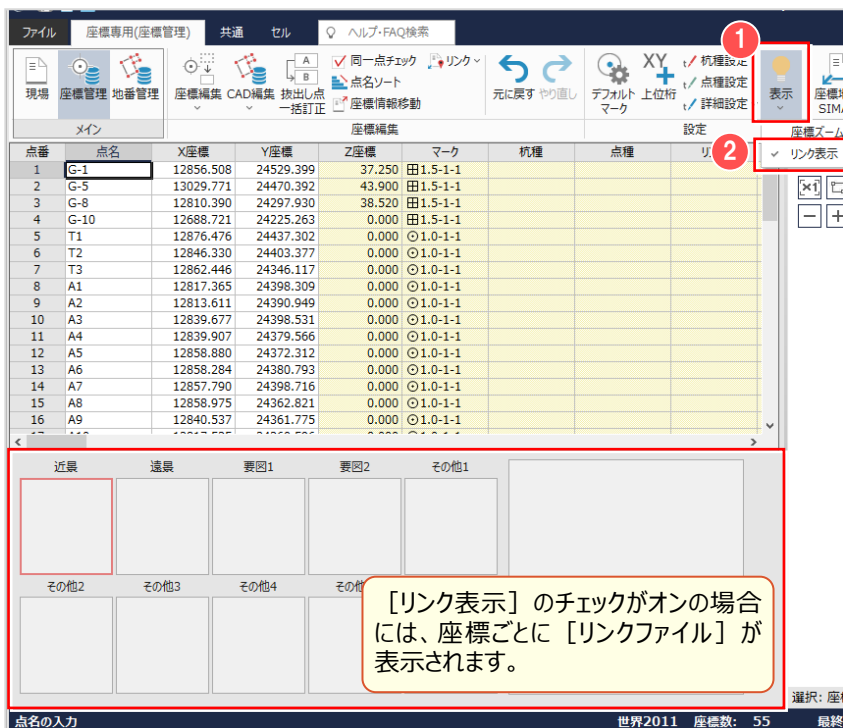 ファイル 座標専用(座標管理) 共通 セル ヘルプ・FAQ検索
1
現場 座標管理 地番管理 座標編集 CAD編集 抜出し点一括訂正 同一点チェック リンク 点名ソート 座標情報移動 元に戻す やり直し デフォルトマーク XY 上位桁 杭種設定 点種設定 詳細設定 表示 SIM
メイン 座標編集 設定 座標ズーム
2 リンク表示
点番 点名 X座標 Y座標 Z座標 マーク 杭種 点種
1 G-1 12856.508 24529.399 37.250 1.5-1-1
2 G-5 13029.771 24470.392 43.900 1.5-1-1
3 G-8 12810.390 24297.930 38.520 1.5-1-1
4 G-10 12688.721 24225.263 0.000 1.5-1-1
5 T1 12876.476 24437.302 0.000 1.0-1-1
6 T2 12846.330 24403.377 0.000 1.0-1-1
7 T3 12862.446 24346.117 0.000 1.0-1-1
8 A1 12817.365 24398.309 0.000 1.0-1-1
9 A2 12813.611 24390.949 0.000 1.0-1-1
10 A3 12839.677 24398.531 0.000 1.0-1-1
11 A4 12839.907 24379.566 0.000 1.0-1-1
12 A5 12858.880 24372.312 0.000 1.0-1-1
13 A6 12858.284 24380.793 0.000 1.0-1-1
14 A7 12857.790 24398.716 0.000 1.0-1-1
15 A8 12858.975 24362.821 0.000 1.0-1-1
16 A9 12840.537 24361.775 0.000 1.0-1-1
近景 遠景 要図1 要図2 その他1
その他2 その他3 その他4 その他
［リンク表示］のチェックがオンの場合
には、座標ごとに［リンクファイル］が
表示されます。
選択: 座
点名の入力 世界2011 座標数: 55 最終